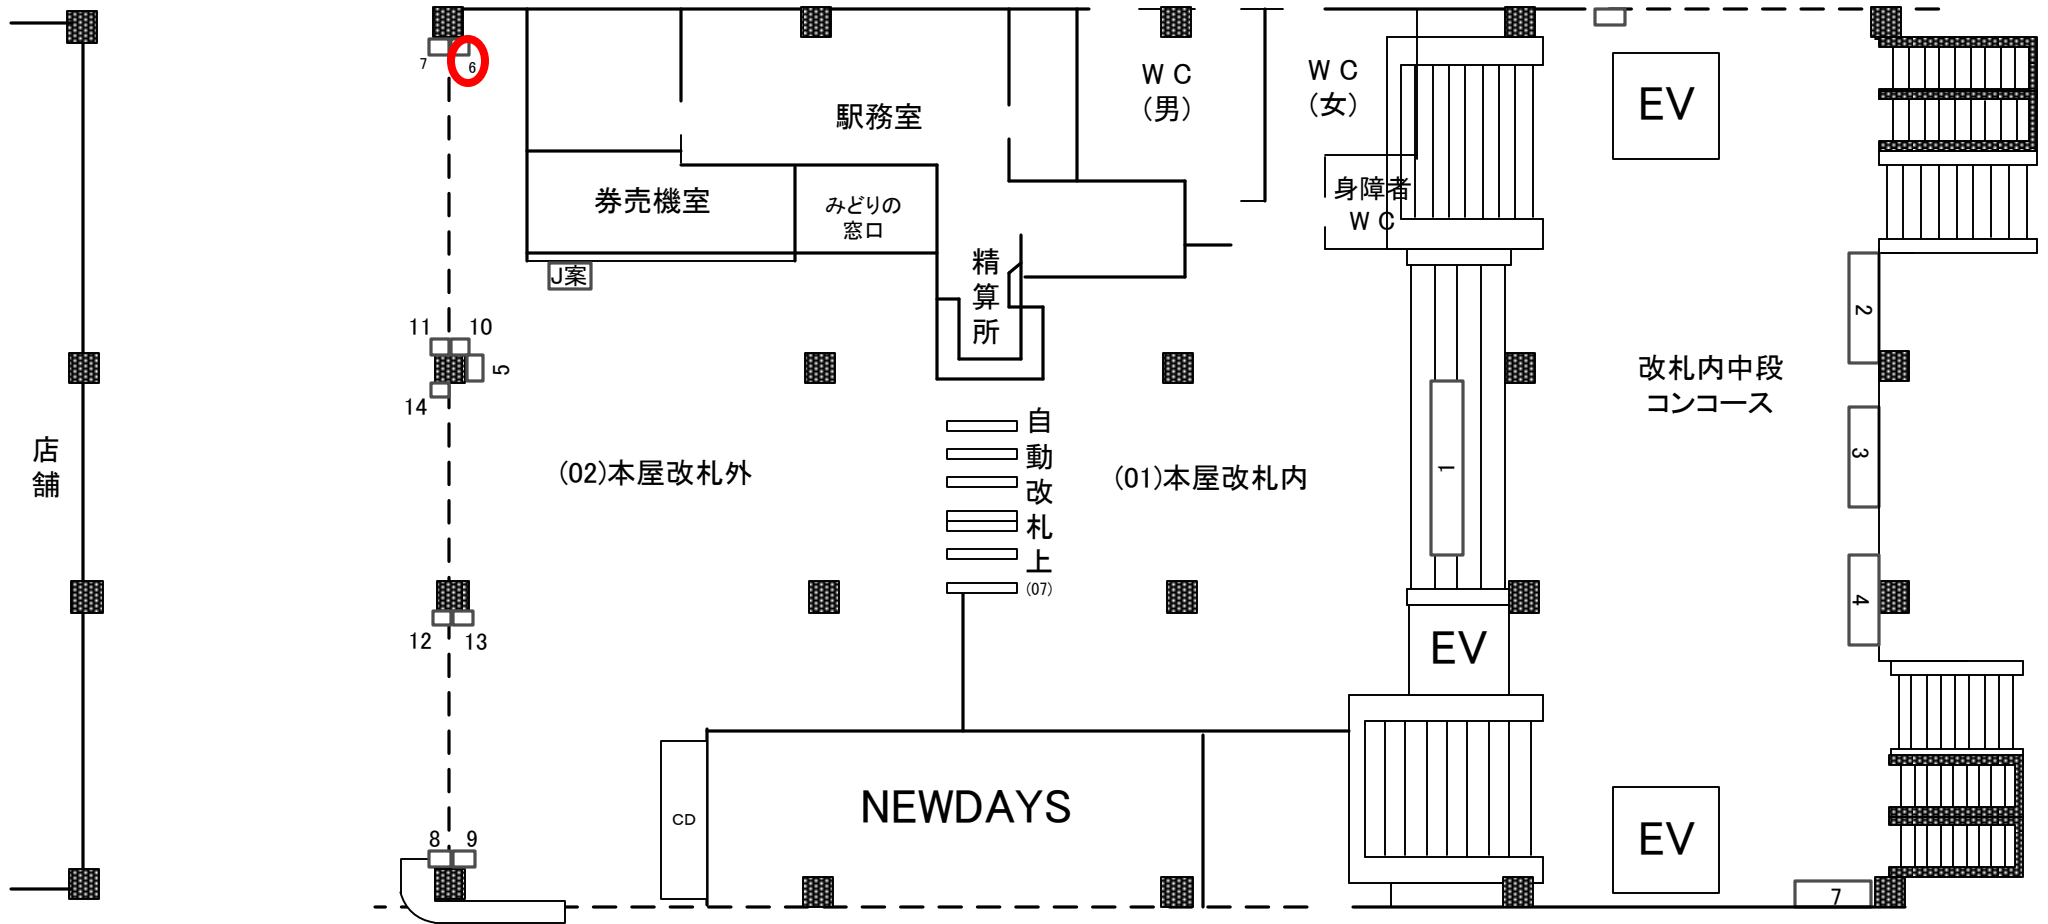 7
6
駅務室
WC
(男)
WC
(女)
EV
券売機室
みどりの
窓口
身障者
WC
精算所
J案
11
10
5
14
2
改札内中段
コンコース
自動改札上
(07)
店舗
(02)本屋改札外
(01)本屋改札内
1
3
4
12
13
EV
NEWDAYS
CD
8
9
EV
7